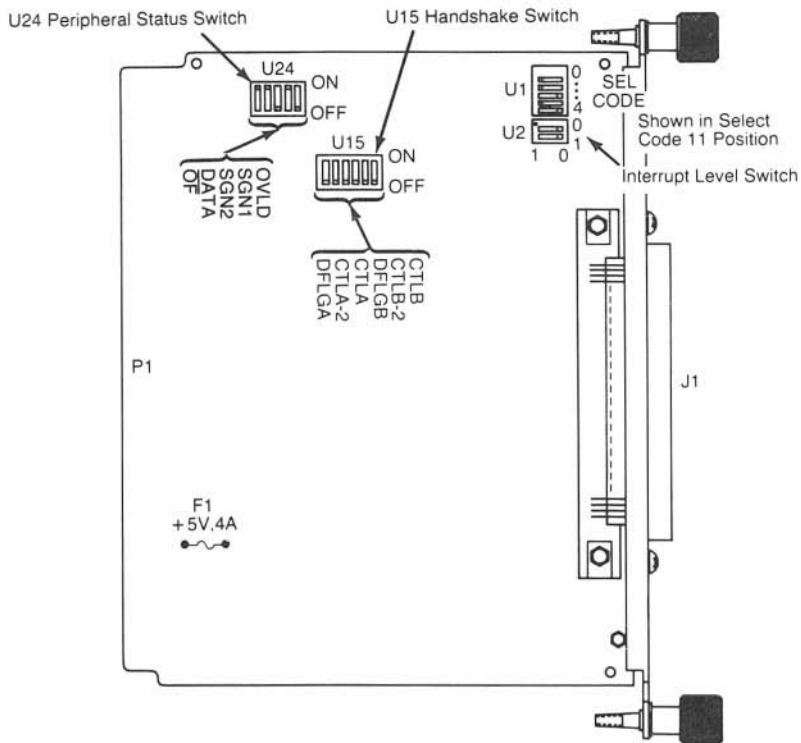 U24 Peripheral Status Switch
U15 Handshake Switch
U24
ON
OFF
U15
ON
OFF
OVLD
SGN1
SGN2
DATA
OF
CTLB
CTLB-2
DFLGB
CTLA
CTLA-2
DFLGA
U1
0
4
SEL
CODE
U2
0
1
1 0
Shown in Select
Code 11 Position
Interrupt Level Switch
P1
J1
F1
+5V,4A